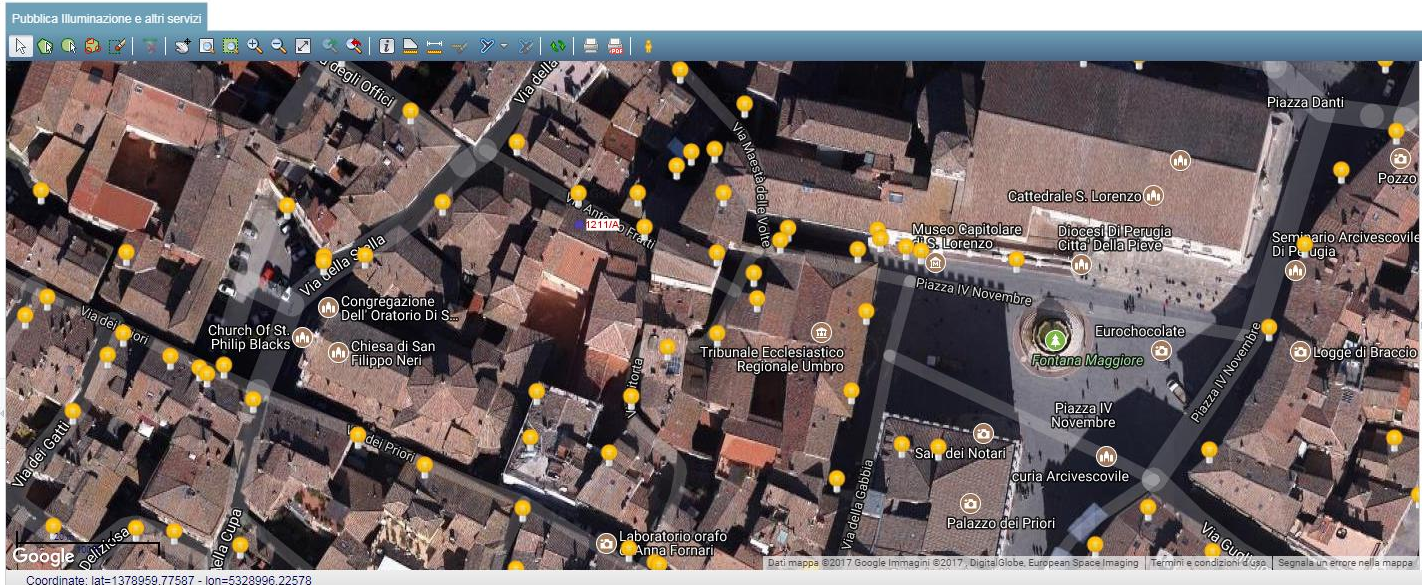 Pubblica Illuminazione e altri servizi
degli Offici
Via della
Piazza Danti
Via Maestà delle Volte
Pozzo
Cattedrale S. Lorenzo
1211/A
Fratti
Museo Capitolare
S. Lorenzo
Diocesi Di Perugia
Citta' Della Pieve
Seminario Arcivescovile
Di Perugia
Via della Stella
Piazza IV Novembre
Congregazione
Dell' Oratorio Di S...
Via dei Priori
Church Of St.
Philip Blacks
Chiesa di San
Filippo Neri
Tribunale Ecclesiastico
Regionale Umbro
Eurochocolate
Fontana Maggiore
Logge di Braccio
Piazza IV Novembre
Piazza IV
Novembre
Via dei Gatti
Via dei Priori
Sala dei Notari
curia Arcivescovile
Via della Gabbia
Palazzo dei Priori
Deliziosa
della Cupa
Laboratorio orafo
Anna Fornari
Google
Dati mappa ©2017 Google Immagini ©2017 , DigitalGlobe, European Space Imaging
Termini e condizioni d'uso
Segnala un errore nella mappa
Coordinate: lat=1378959.77587 - lon=5328996.22578